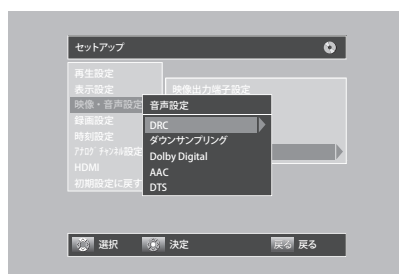 セットアップ
再生設定
表示設定
映像・音声設定
録画設定
時刻設定
アナログ チャンネル設定
HDMI
初期設定に戻す
映像出力端子設定
音声設定
DRC
ダウンサンプリング
Dolby Digital
AAC
DTS
選択
決定
戻る 戻る